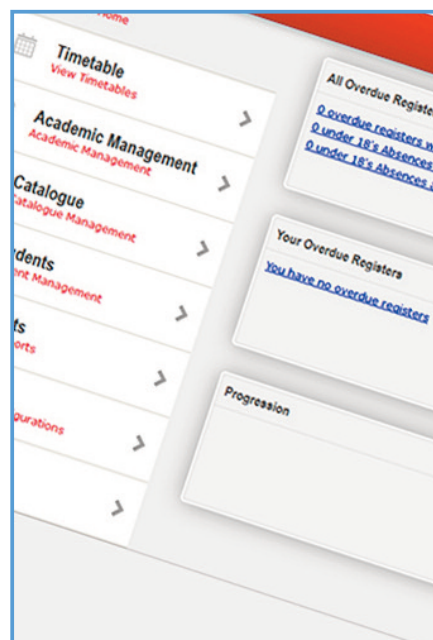 Home
Timetable
View Timetables
Academic Management
Academic Management
Catalogue
Catalogue Management
Management
All Overdue
0 overdue registers
0 under 18's Absences
0 under 18's Absences
Your Overdue Registers
You have no overdue registers
Progression